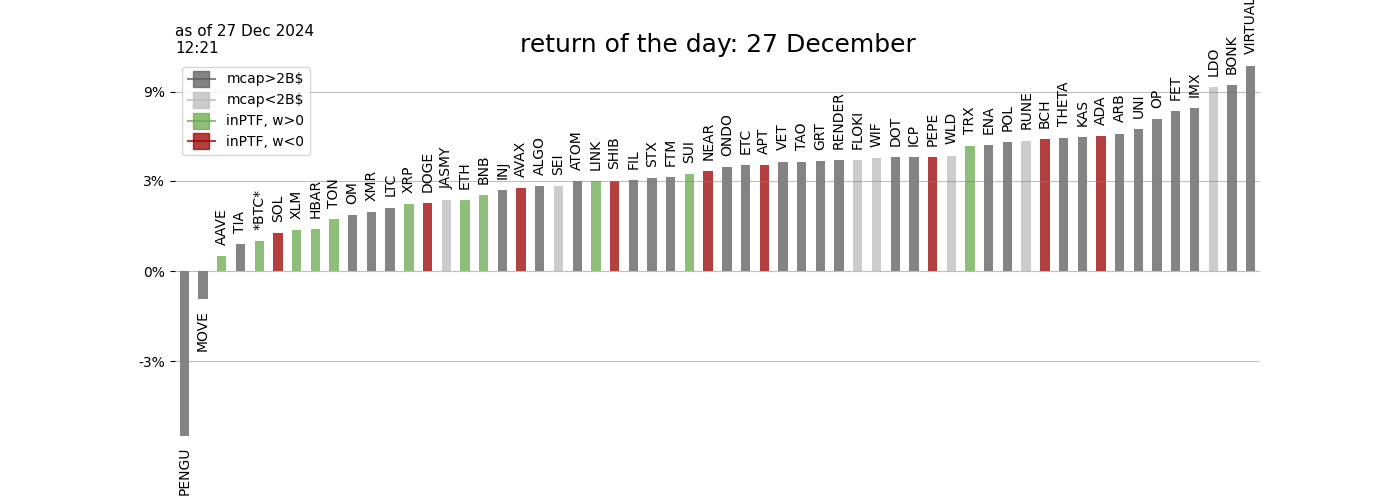 as of 27 Dec 2024
12:21
return of the day: 27 December
mcap>2B$
mcap<2B$
inPTF, w>0
inPTF, w<0
9%
3%
0%
-3%
PENGU
MOVE
AAVE
TIA
*BTC*
SOL
XLM
HBAR
TON
OM
XMR
LTC
XRP
DOGE
JASMY
ETH
BNB
INJ
AVAX
ALGO
SEI
ATOM
LINK
SHIB
FIL
STX
FTM
SUI
NEAR
ONDO
ETC
APT
VET
TAO
GRT
RENDER
FLOKI
WIF
DOT
ICP
PEPE
WLD
TRX
ENA
POL
RUNE
BCH
THETA
KAS
ADA
ARB
UNI
OP
FET
IMX
LDO
BONK
VIRTUAL